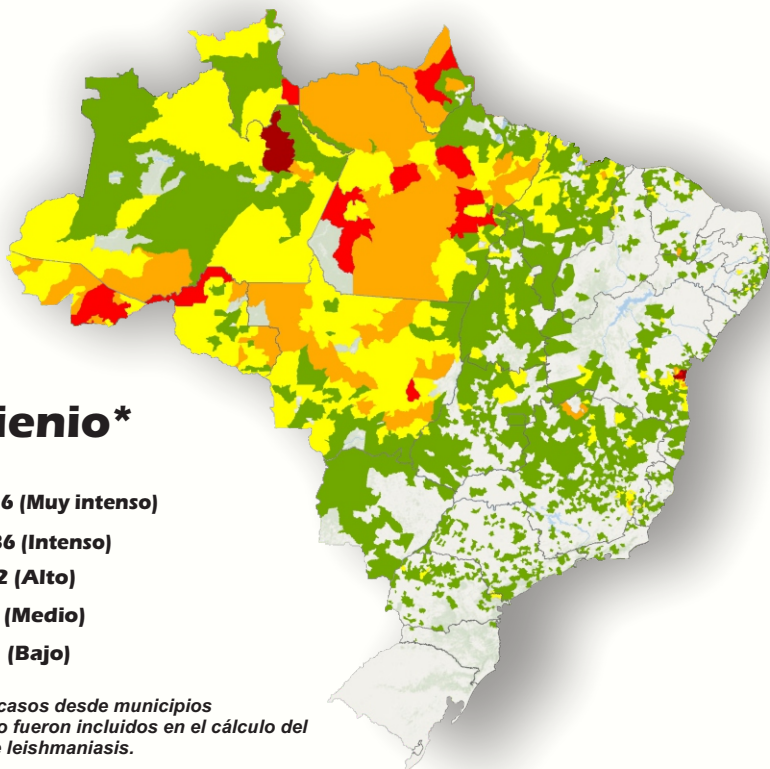 ienio*
6 (Muy intenso)
36 (Intenso)
2 (Alto)
(Medio)
(Bajo)
casos desde municipios
o fueron incluidos en el cálculo del
e leishmaniasis.